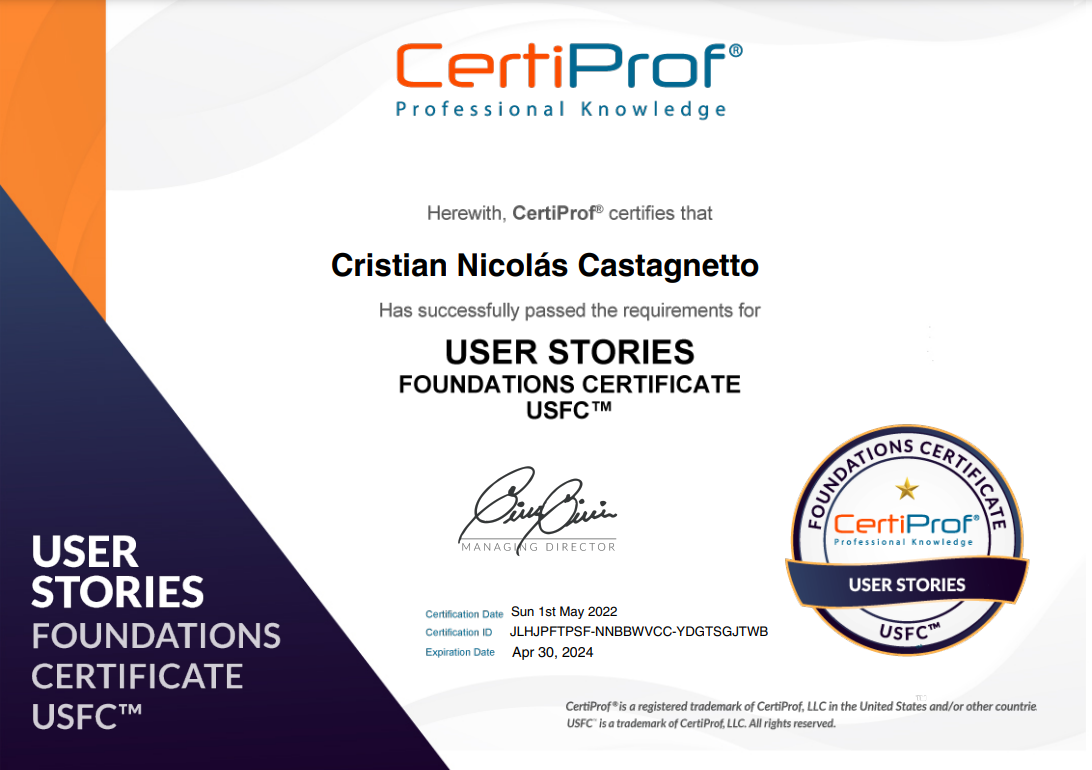 CertiProf®
Professional Knowledge
Herewith, CertiProf® certifies that
Cristian Nicolás Castagnetto
Has successfully passed the requirements for
USER STORIES
FOUNDATIONS CERTIFICATE
USFC™
MANAGING DIRECTOR
Certification Date Sun 1st May 2022
Certification ID JLHJPFTPSF-NNBBWVCC-YDGTSGJTWB
Expiration Date Apr 30, 2024
USER
STORIES
FOUNDATIONS
CERTIFICATE
USFC™
FOUNDATIONS CERTIFICATE
CertiProf®
Professional Knowledge
USER STORIES
USFC™
CertiProf® is a registered trademark of CertiProf, LLC in the United States and/or other countrie
USFC™ is a trademark of CertiProf, LLC. All rights reserved.